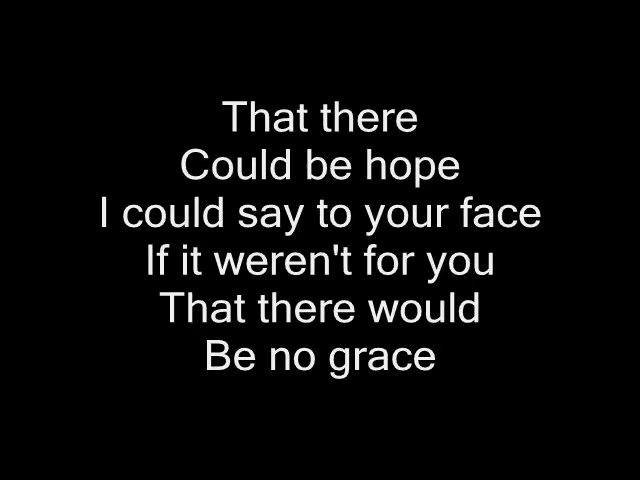 That there
Could be hope
I could say to your face
If it weren't for you
That there would
Be no grace